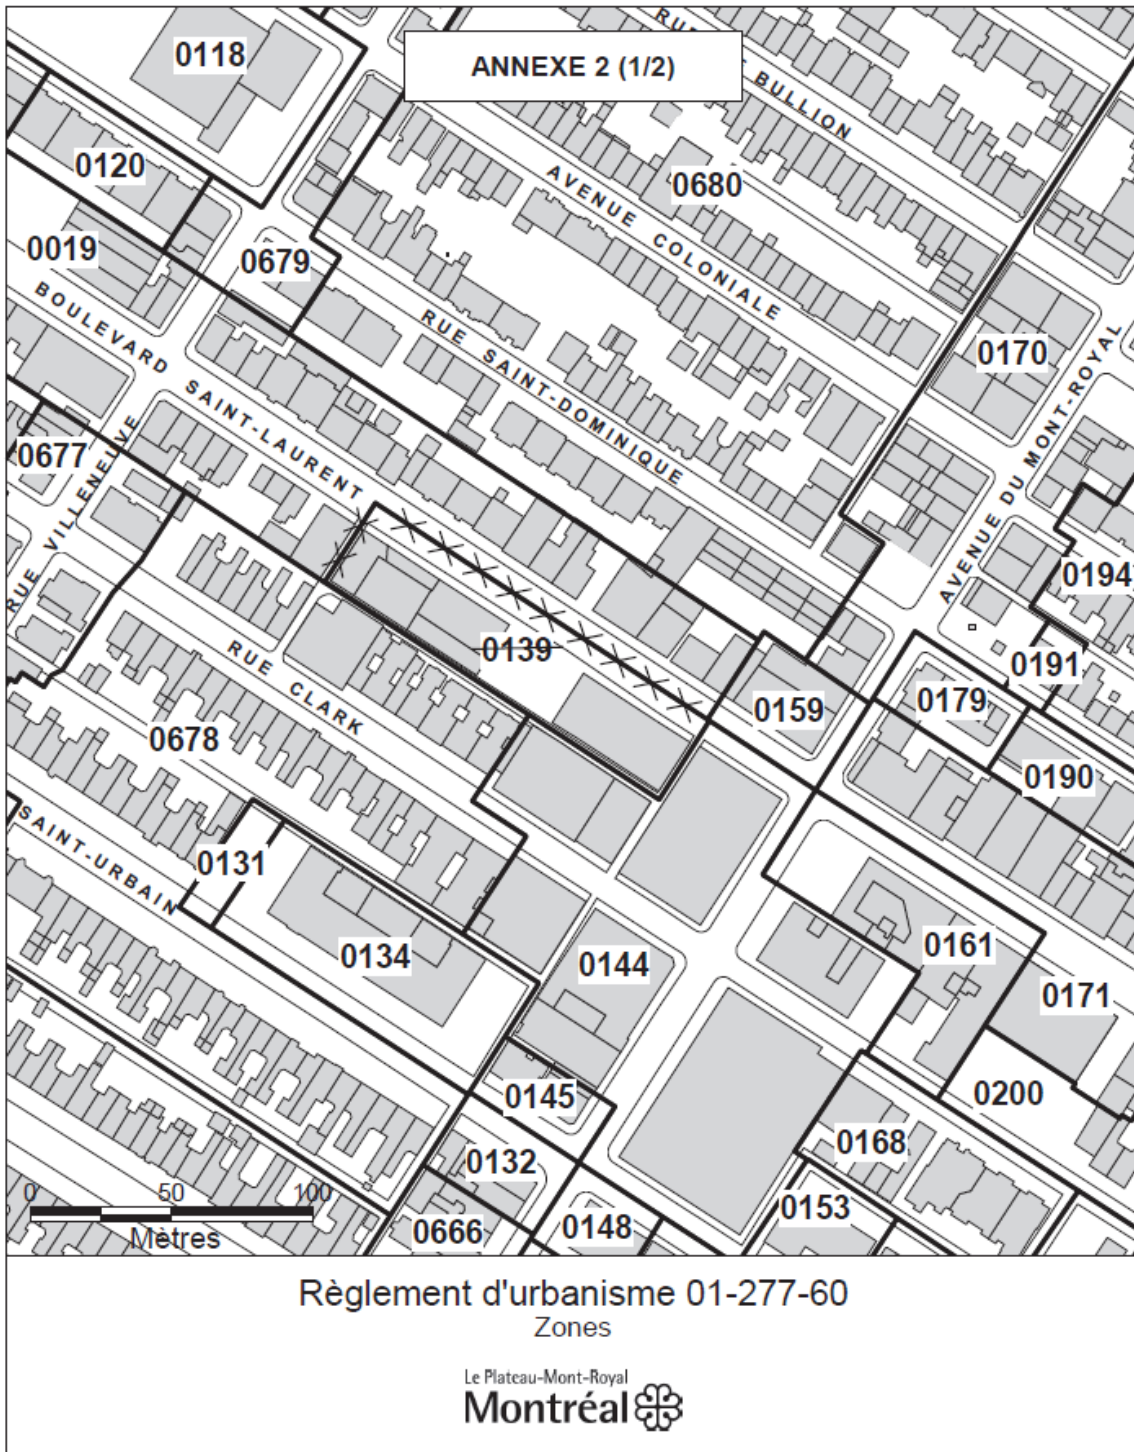 ANNEXE 2 (1/2)
0118
RUE DE BULLION
0120
AVENUE COLONIALE
0680
0019
0679
BOULEVARD SAINT-LAURENT
RUE SAINT-DOMINIQUE
0170
AVENUE DU MONT-ROYAL
0677
RUE VILLENEUVE
0194
0139
0191
RUE CLARK
0159
0179
0678
0190
SAINT-URBAIN
0131
0134
0144
0161
0171
0145
0200
0132
0168
0153
0666
0148
0 50 100
Mètres
Règlement d'urbanisme 01-277-60
Zones
Le Plateau-Mont-Royal
Montréal